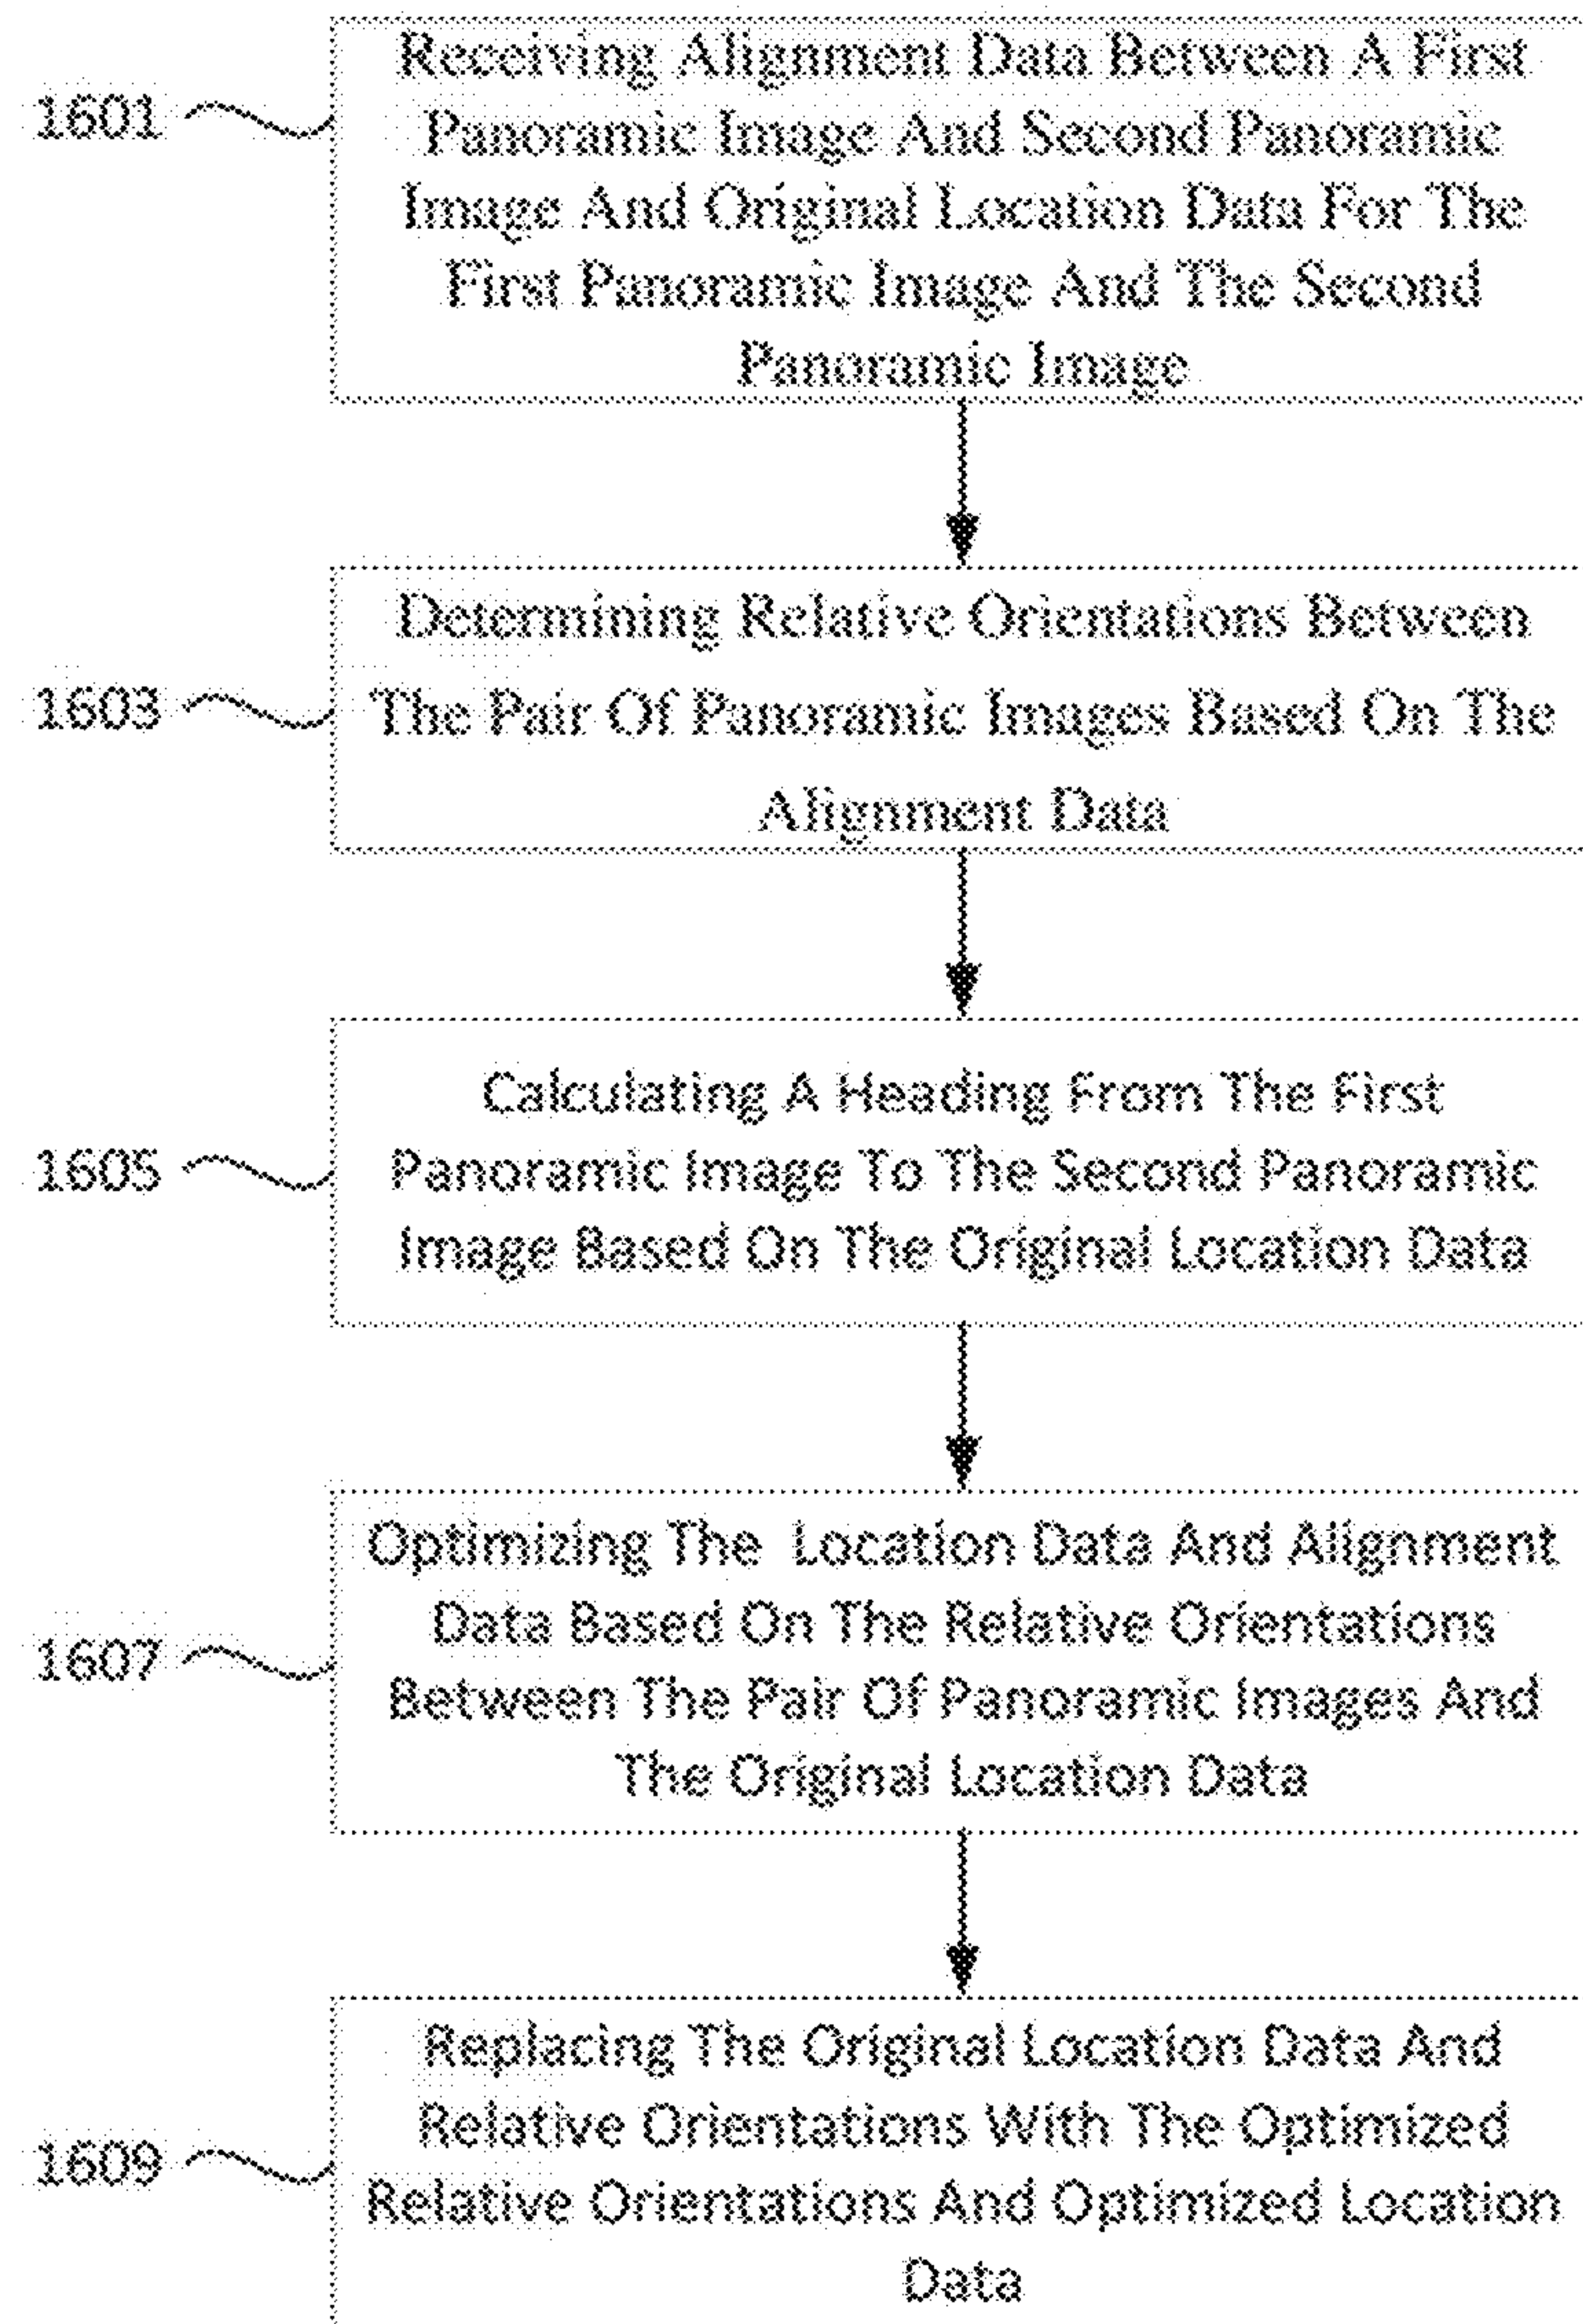 Receiving Alignment Data Between A First
1601
Panoramic Image And Second Panoramic
Image And Original Location Data For The
First Panoramic Image And The Second
Panoramic Image
Determining Relative Orientations Between
1603
The Pair Of Panoramic Images Based On The
Alignment Data
Calculating A Heading From The First
1605
Panoramic Image To The Second Panoramic
Image Based On The Original Location Data
Optimizing The Location Data And Alignment
Data Based On The Relative Orientations
1607
Between The Pair Of Panoramic Images And
The Original Location Data
Replacing The Original Location Data And
Relative Orientations With The Optimized
1609
Relative Orientations And Optimized Location
Data